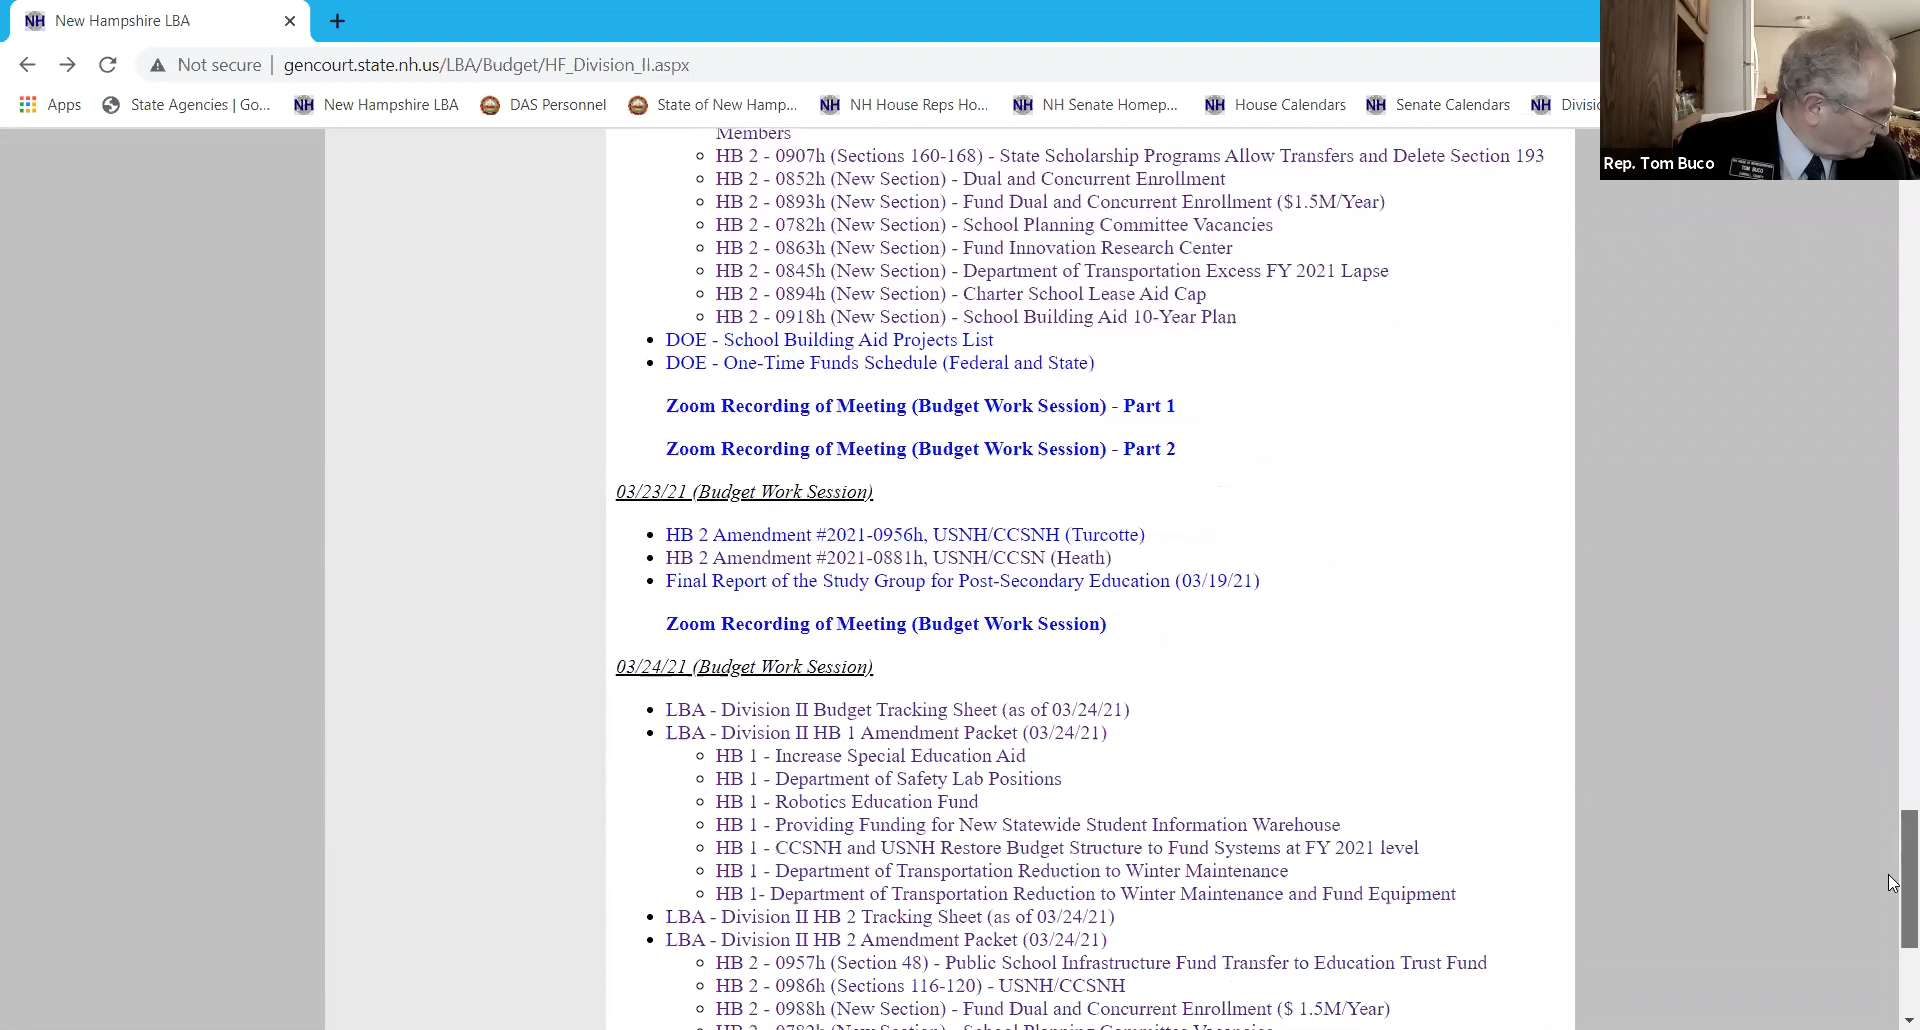 New Hampshire LBA
Not secure | gencourt.state.nh.us/LBA/Budget/HF_Division_II.aspx
Apps State Agencies | Go... New Hampshire LBA DAS Personnel State of New Hamp... NH House Reps Ho... NH Senate Homep... House Calendars Senate Calendars Divisio
Rep. Tom Buco
TOM BUCO
Members
HB 2 - 0907h (Sections 160-168) - State Scholarship Programs Allow Transfers and Delete Section 193
HB 2 - 0852h (New Section) - Dual and Concurrent Enrollment
HB 2 - 0893h (New Section) - Fund Dual and Concurrent Enrollment ($1.5M/Year)
HB 2 - 0782h (New Section) - School Planning Committee Vacancies
HB 2 - 0863h (New Section) - Fund Innovation Research Center
HB 2 - 0845h (New Section) - Department of Transportation Excess FY 2021 Lapse
HB 2 - 0894h (New Section) - Charter School Lease Aid Cap
HB 2 - 0918h (New Section) - School Building Aid 10-Year Plan
DOE - School Building Aid Projects List
DOE - One-Time Funds Schedule (Federal and State)
Zoom Recording of Meeting (Budget Work Session) - Part 1
Zoom Recording of Meeting (Budget Work Session) - Part 2
03/23/21 (Budget Work Session)
HB 2 Amendment #2021-0956h, USNH/CCSNH (Turcotte)
HB 2 Amendment #2021-0881h, USNH/CCSN (Heath)
Final Report of the Study Group for Post-Secondary Education (03/19/21)
Zoom Recording of Meeting (Budget Work Session)
03/24/21 (Budget Work Session)
LBA - Division II Budget Tracking Sheet (as of 03/24/21)
LBA - Division II HB 1 Amendment Packet (03/24/21)
HB 1 - Increase Special Education Aid
HB 1 - Department of Safety Lab Positions
HB 1 - Robotics Education Fund
HB 1 - Providing Funding for New Statewide Student Information Warehouse
HB 1 - CCSNH and USNH Restore Budget Structure to Fund Systems at FY 2021 level
HB 1 - Department of Transportation Reduction to Winter Maintenance
HB 1- Department of Transportation Reduction to Winter Maintenance and Fund Equipment
LBA - Division II HB 2 Tracking Sheet (as of 03/24/21)
LBA - Division II HB 2 Amendment Packet (03/24/21)
HB 2 - 0957h (Section 48) - Public School Infrastructure Fund Transfer to Education Trust Fund
HB 2 - 0986h (Sections 116-120) - USNH/CCSNH
HB 2 - 0988h (New Section) - Fund Dual and Concurrent Enrollment ($ 1.5M/Year)
HB 2 - 0782h (New Section) - School Planning Committee Vacancies